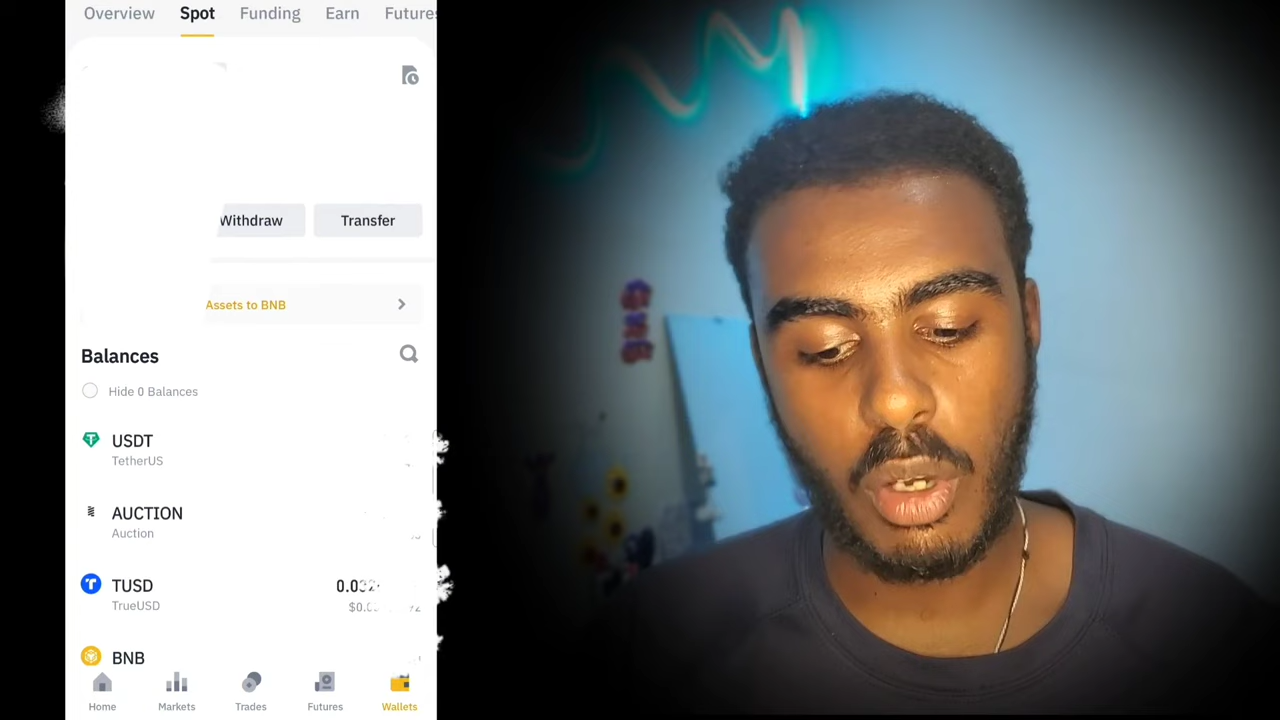 Overview Spot Funding Earn Futures
Withdraw Transfer
Assets to BNB
Balances
Hide 0 Balances
USDT
TetherUS
AUCTION
Auction
TUSD
TrueUSD
BNB
Home Markets Trades Futures Wallets